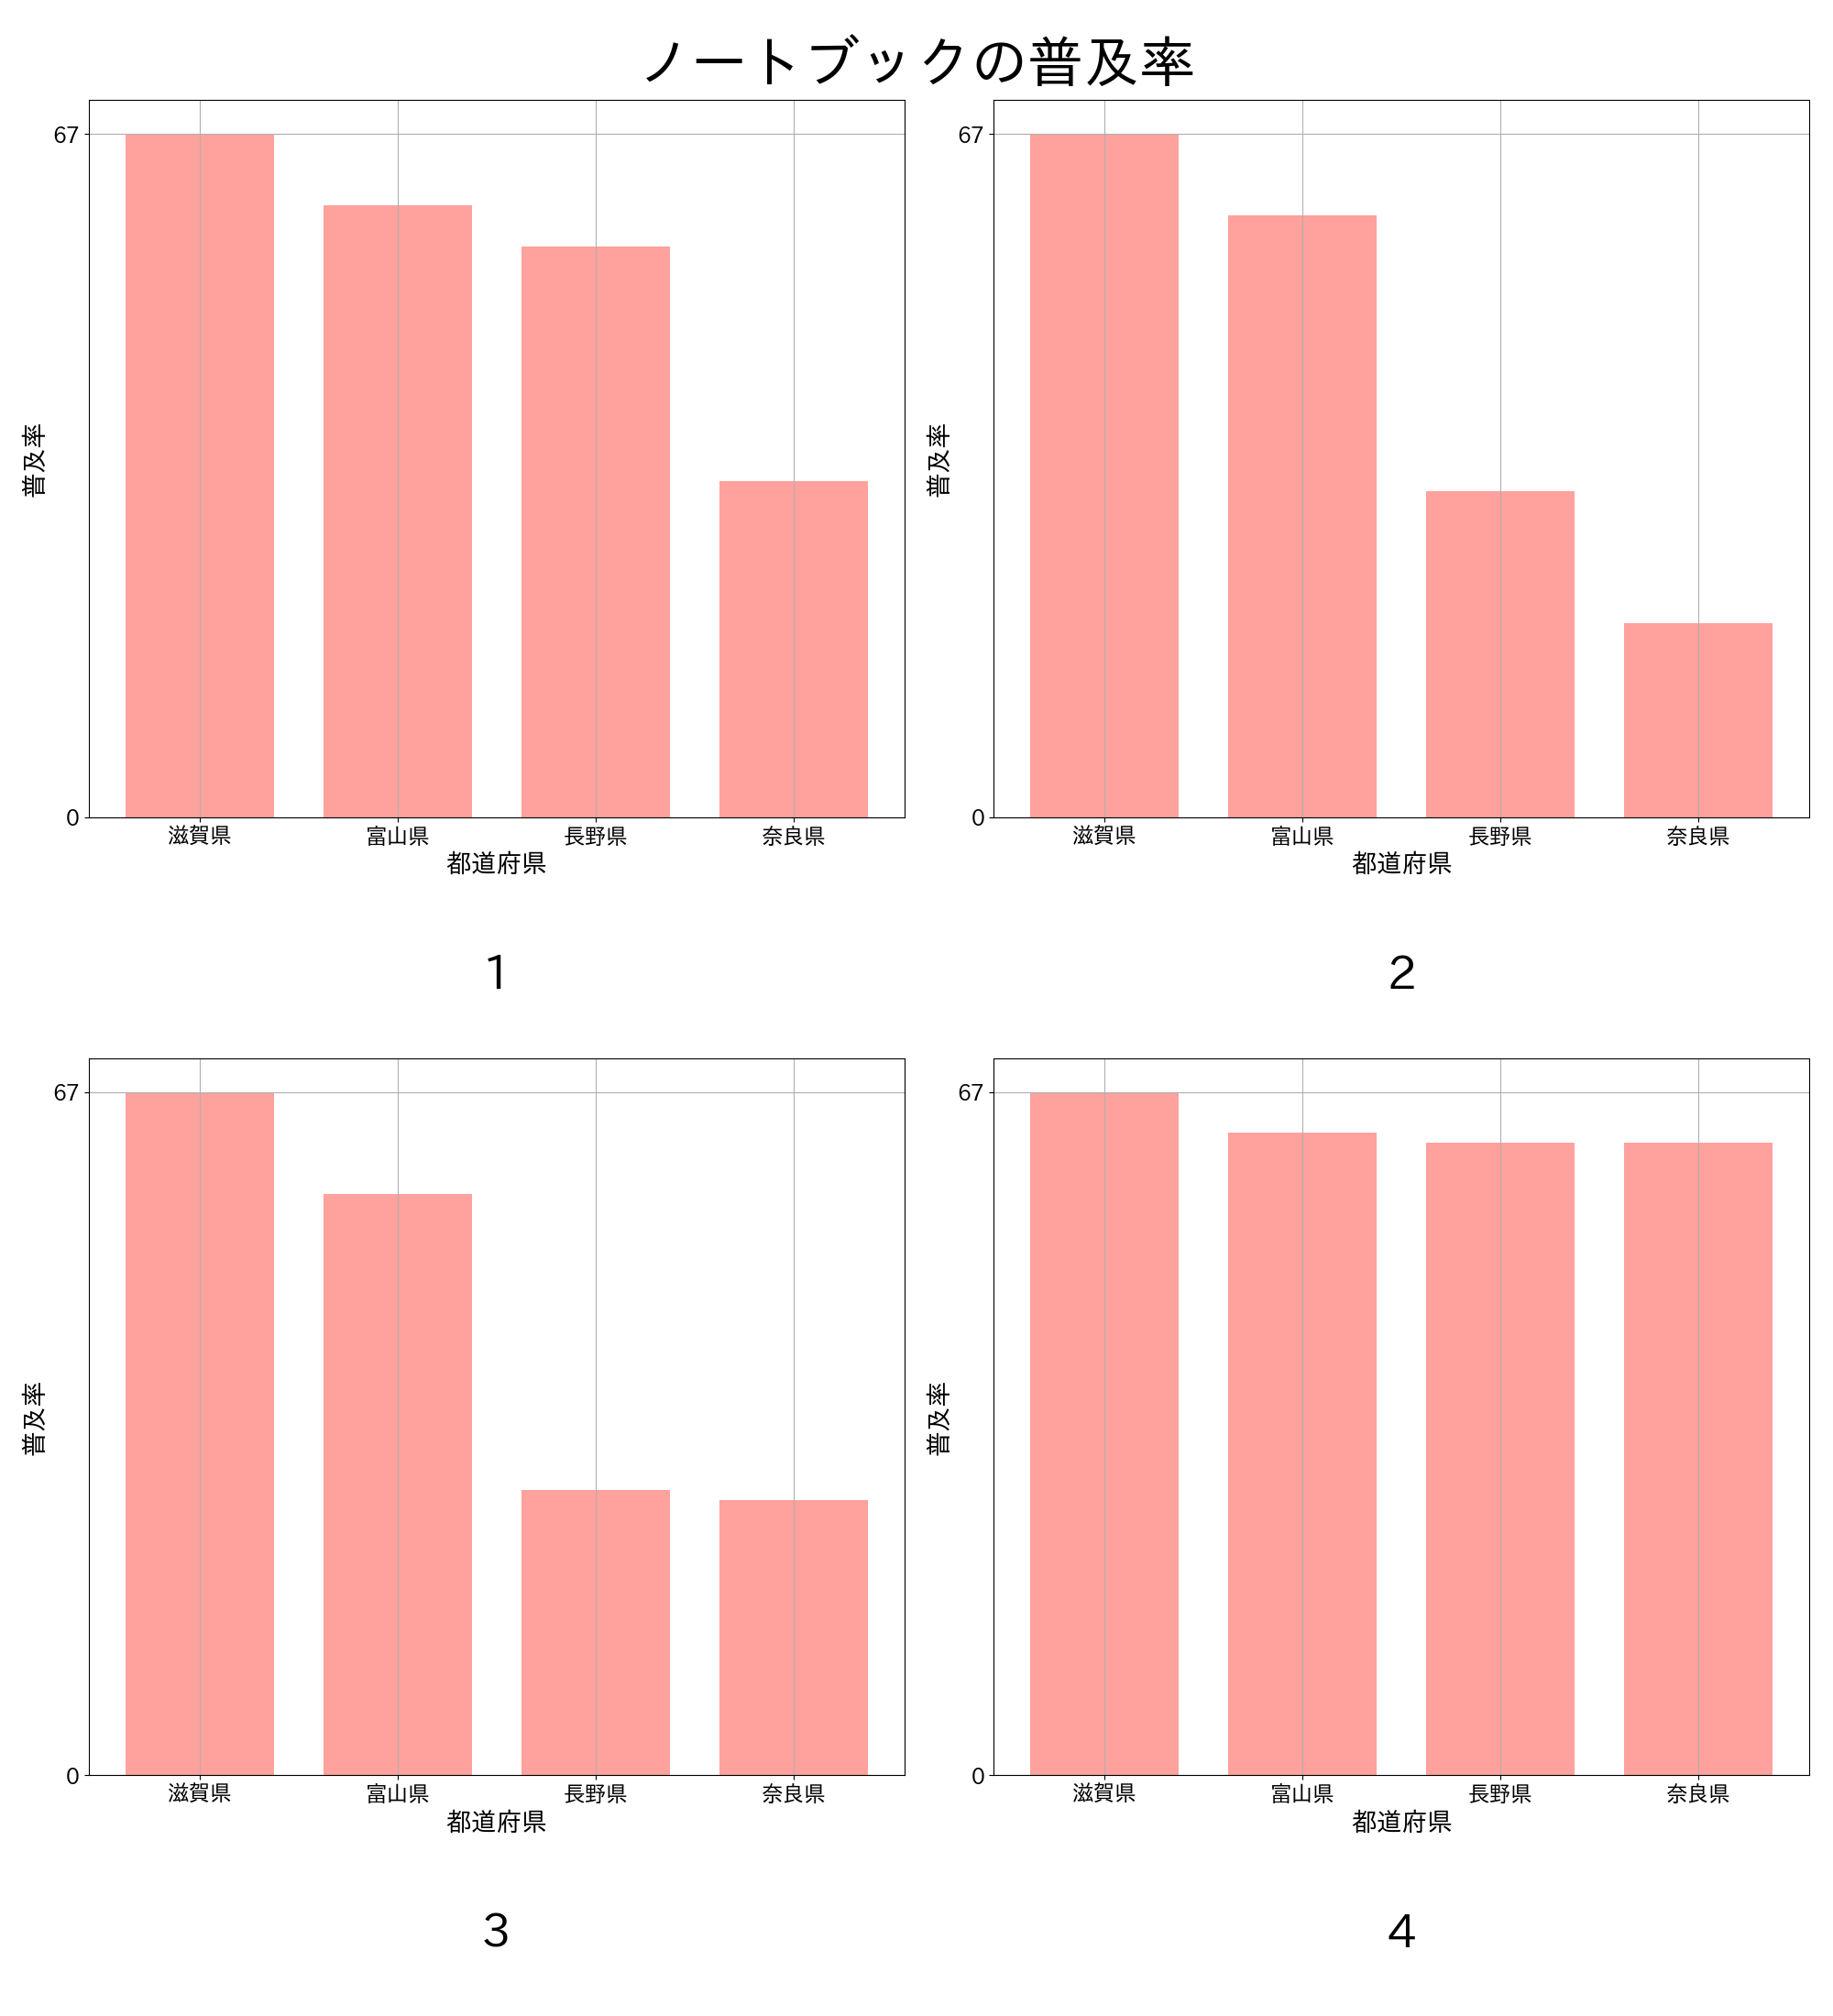 ノートブックの普及率
67
0
普及率
滋賀県 富山県 長野県 奈良県
都道府県
1
67
0
普及率
滋賀県 富山県 長野県 奈良県
都道府県
2
67
0
普及率
滋賀県 富山県 長野県 奈良県
都道府県
3
67
0
普及率
滋賀県 富山県 長野県 奈良県
都道府県
4